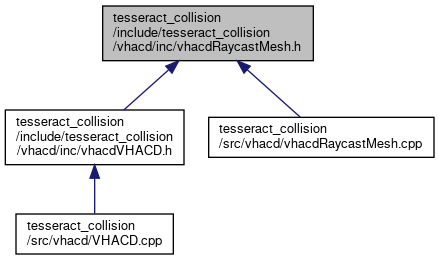 tesseract_collision
/include/tesseract_collision
/vhacd/inc/vhacdRaycastMesh.h
tesseract_collision
/include/tesseract_collision
/vhacd/inc/vhacdVHACD.h
tesseract_collision
/src/vhacd/vhacdRaycastMesh.cpp
tesseract_collision
/src/vhacd/VHACD.cpp